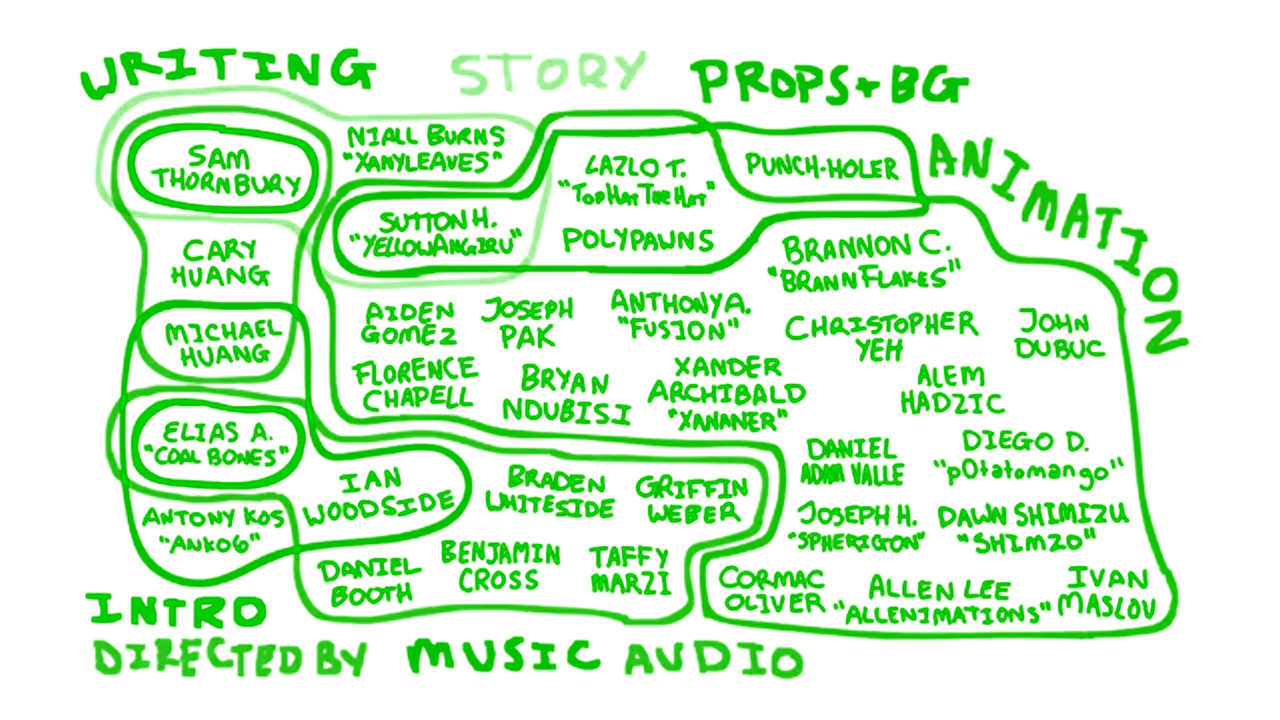 WRITING STORY PROPS+BG
ANIMATION
SAM
THORNBURY
NIALL BURNS
"XANYLEAVES"
LAZLO T.
"TopHatTheHat"
PUNCH-HOLER
CARY
HUANG
SUTTON H.
"YELLOWANGIRU"
POLYPAWNS
BRANNON C.
"BRANNFLAKES"
MICHAEL
HUANG
AIDEN
GOMEZ
JOSEPH
PAK
ANTHONY A.
"FUSION"
CHRISTOPHER
YEH
JOHN
DUBUC
FLORENCE
CHAPELL
BRYAN
NDUBISI
XANDER
ARCHIBALD
"XANANER"
ALEM
HADZIC
ELIAS A.
"COAL BONES"
IAN
WOODSIDE
BRADEN
WHITESIDE
GRIFFIN
WEBER
DANIEL
ADAM VALLE
DIEGO D.
"p0tatomango"
ANTONY KOS
"ANK06"
JOSEPH H.
"SPHERIGON"
DAWN SHIMIZU
"SHIMZO"
DANIEL
BOOTH
BENJAMIN
CROSS
TAFFY
MARZI
CORMAC
OLIVER
ALLEN LEE
"ALLENIMATIONS"
IVAN
MASLOV
INTRO
DIRECTED BY MUSIC AUDIO